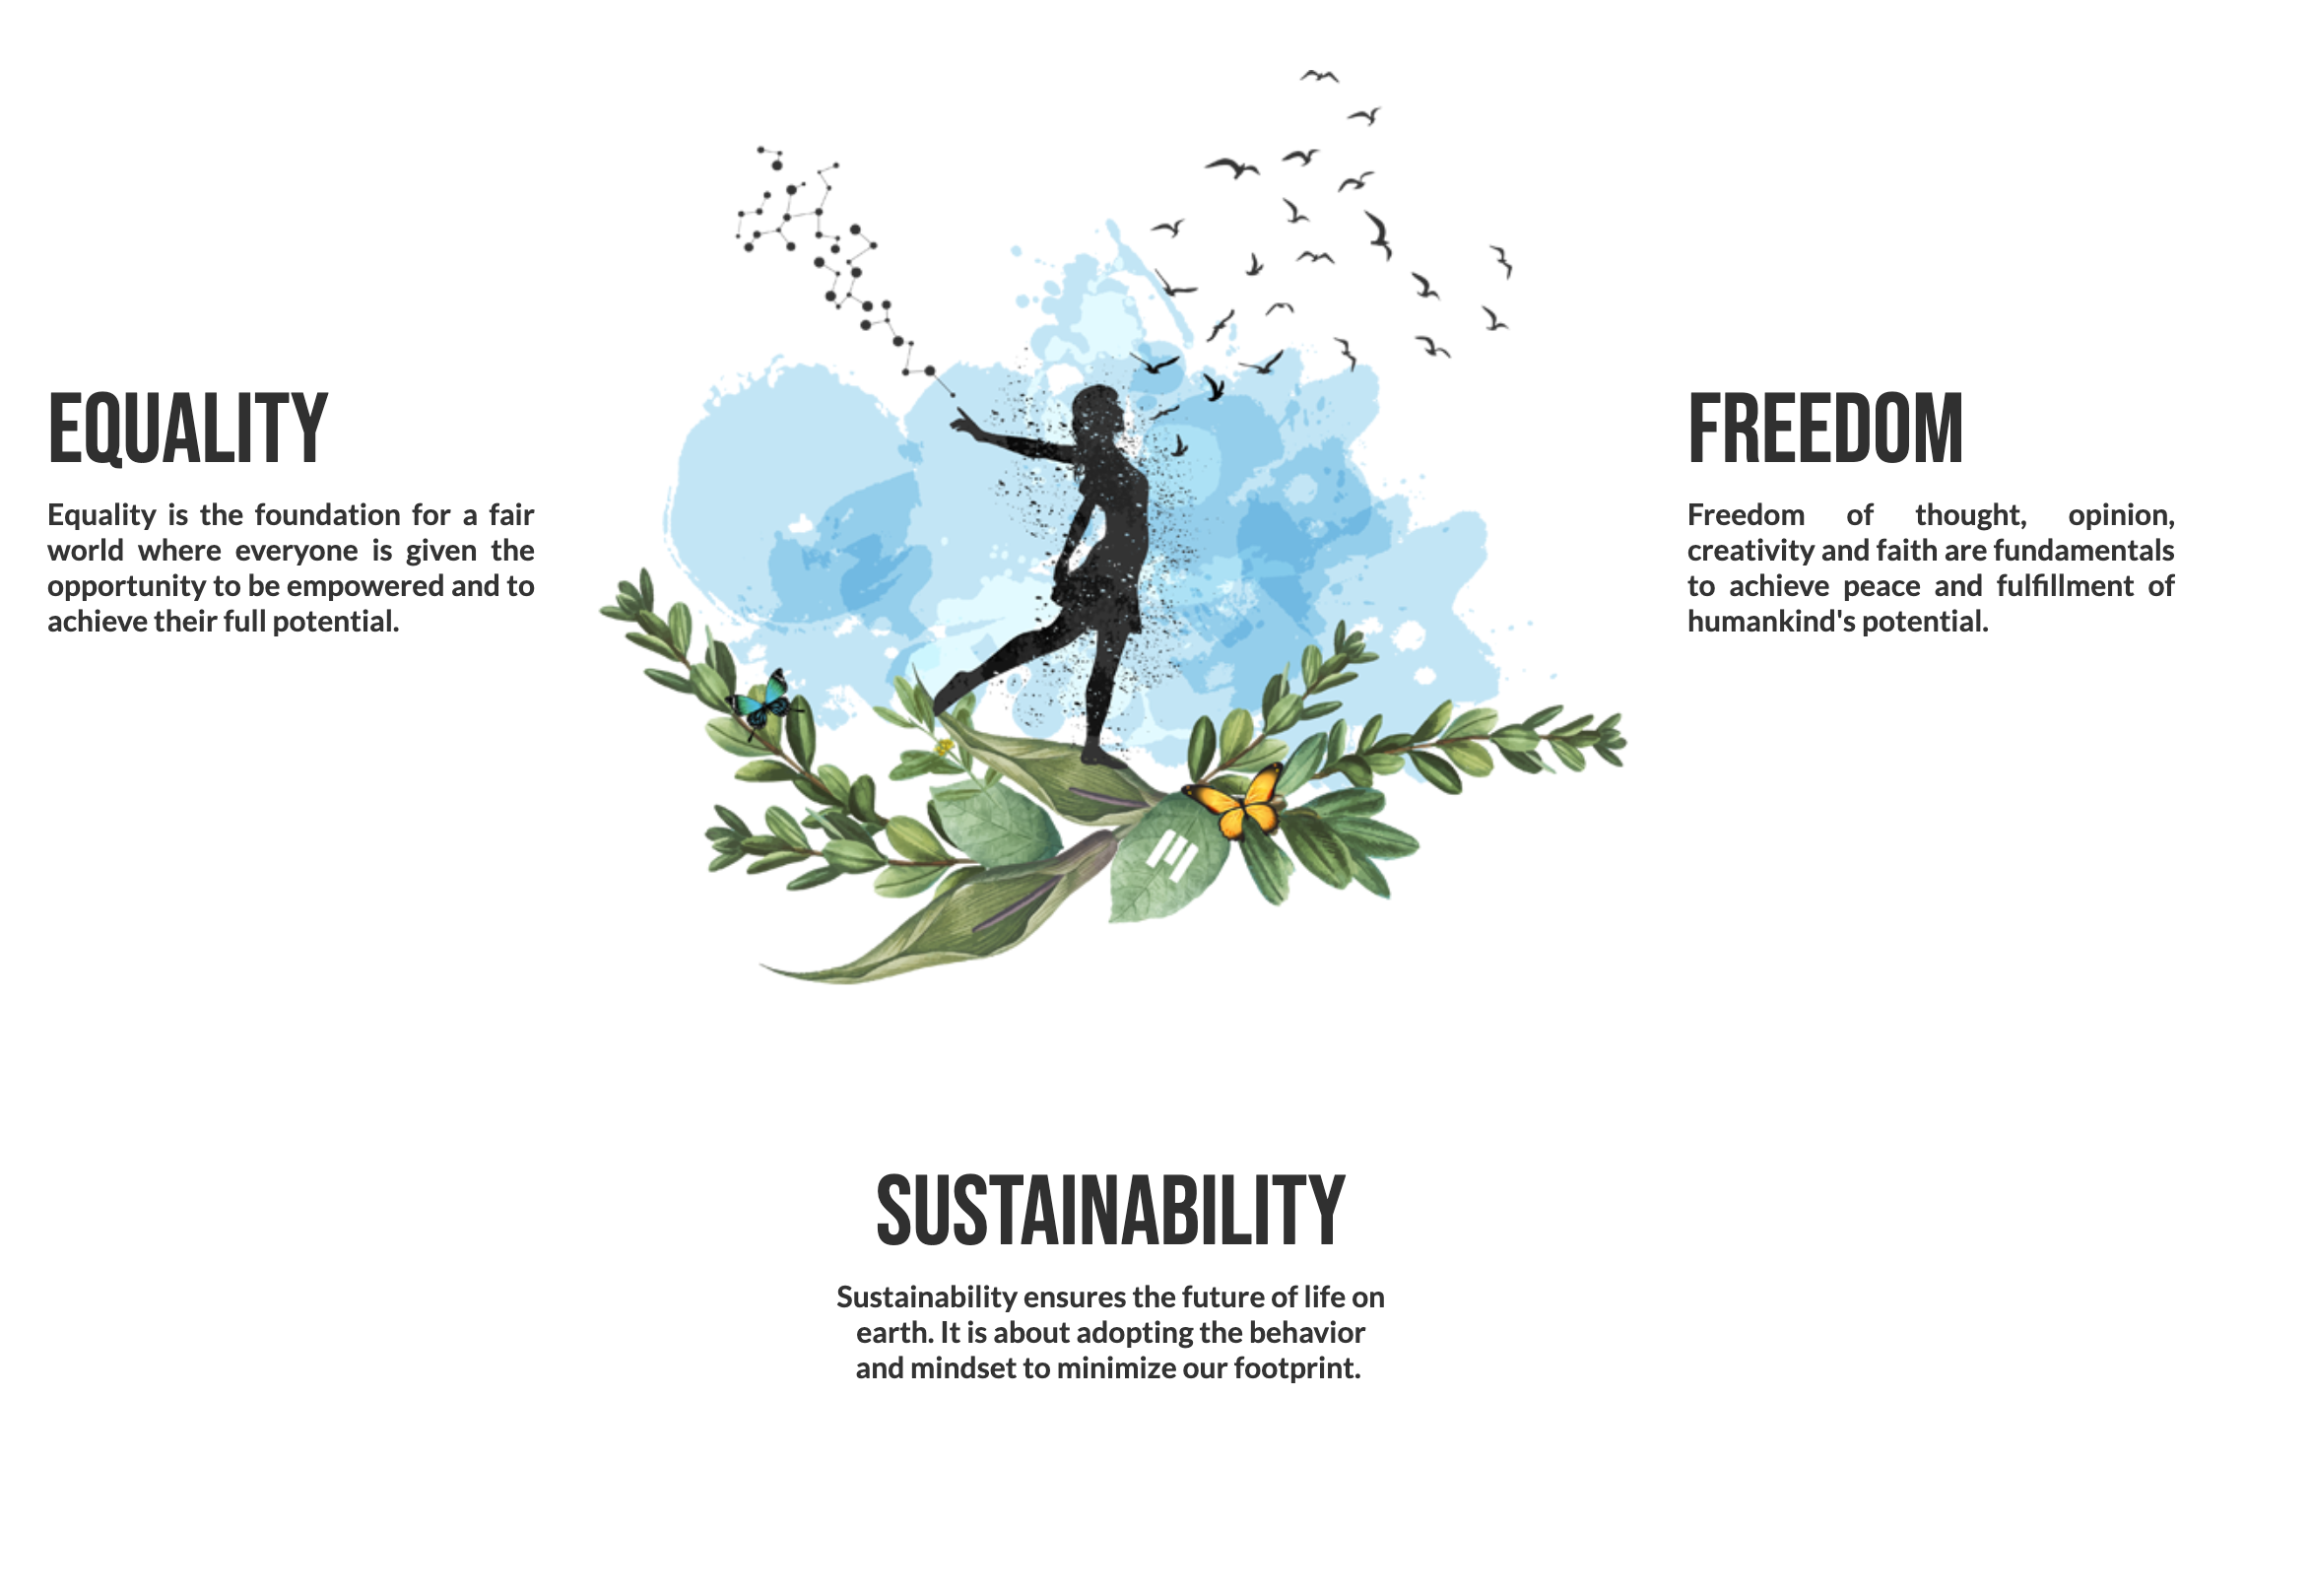 EQUALITY
Equality is the foundation for a fair
world where everyone is given the
opportunity to be empowered and to
achieve their full potential.
FREEDOM
Freedom of thought, opinion,
creativity and faith are fundamentals
to achieve peace and fulfillment of
humankind's potential.
SUSTAINABILITY
Sustainability ensures the future of life on
earth. It is about adopting the behavior
and mindset to minimize our footprint.